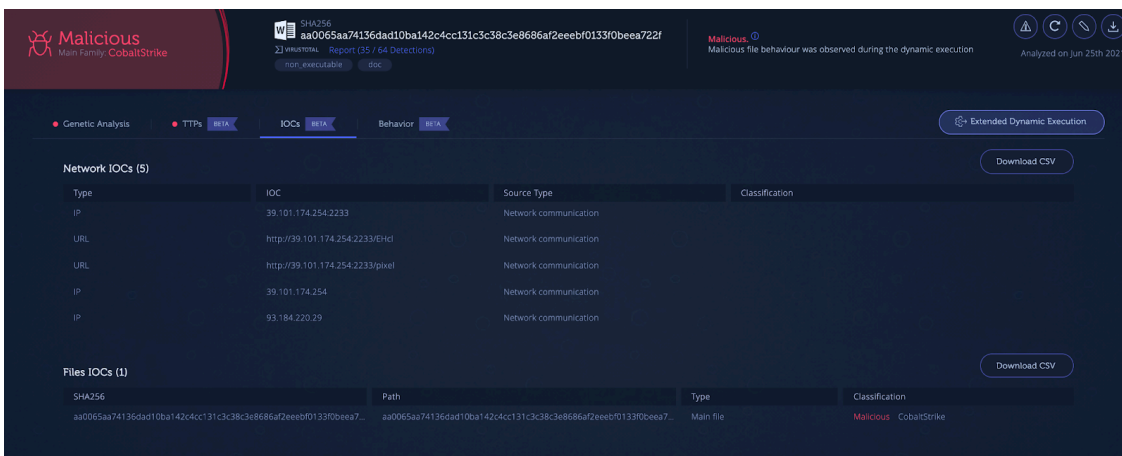 Malicious
Main Family: CobaltStrike
SHA256
aa0065aa74136dad10ba142c4cc131c3c38c3e8686af2eeebf0133f0beea722f
VIRUSTOTAL Report (35 / 64 Detections)
non_executable doc
Malicious.
Malicious file behaviour was observed during the dynamic execution
Analyzed on Jun 25th 202
Genetic Analysis TTPs BETA IOCs BETA Behavior BETA
Extended Dynamic Execution
Network IOCs (5)
Download CSV
Type IOC Source Type Classification
IP 39.101.174.254:2233 Network communication
URL http://39.101.174.254:2233/EHcl Network communication
URL http://39.101.174.254:2233/pixel Network communication
IP 39.101.174.254 Network communication
IP 93.184.220.29 Network communication
Files IOCs (1)
Download CSV
SHA256 Path Type Classification
aa0065aa74136dad10ba142c4cc131c3c38c3e8686af2eeebf0133f0beea7... aa0065aa74136dad10ba142c4cc131c3c38c3e8686af2eeebf0133f0beea7... Main file Malicious CobaltStrike